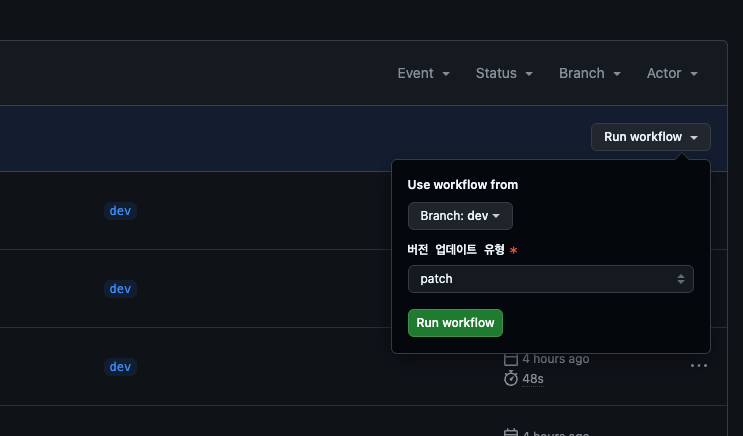 Event Status Branch Actor
Run workflow
Use workflow from
dev
Branch: dev
버전 업데이트 유형 *
patch
dev
Run workflow
dev
4 hours ago
48s
4 hours ago